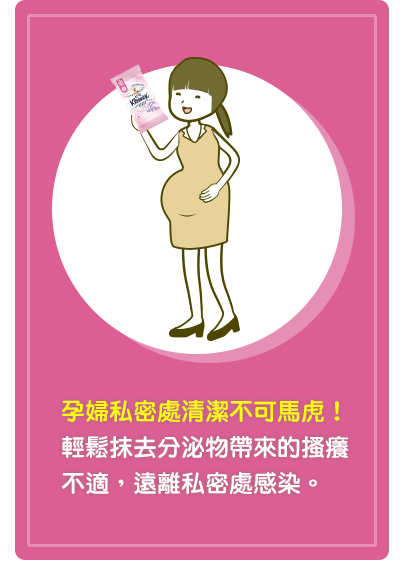 孕婦私密處清潔不可馬虎！
輕鬆抹去分泌物帶來的搔癢
不適，遠離私密處感染。